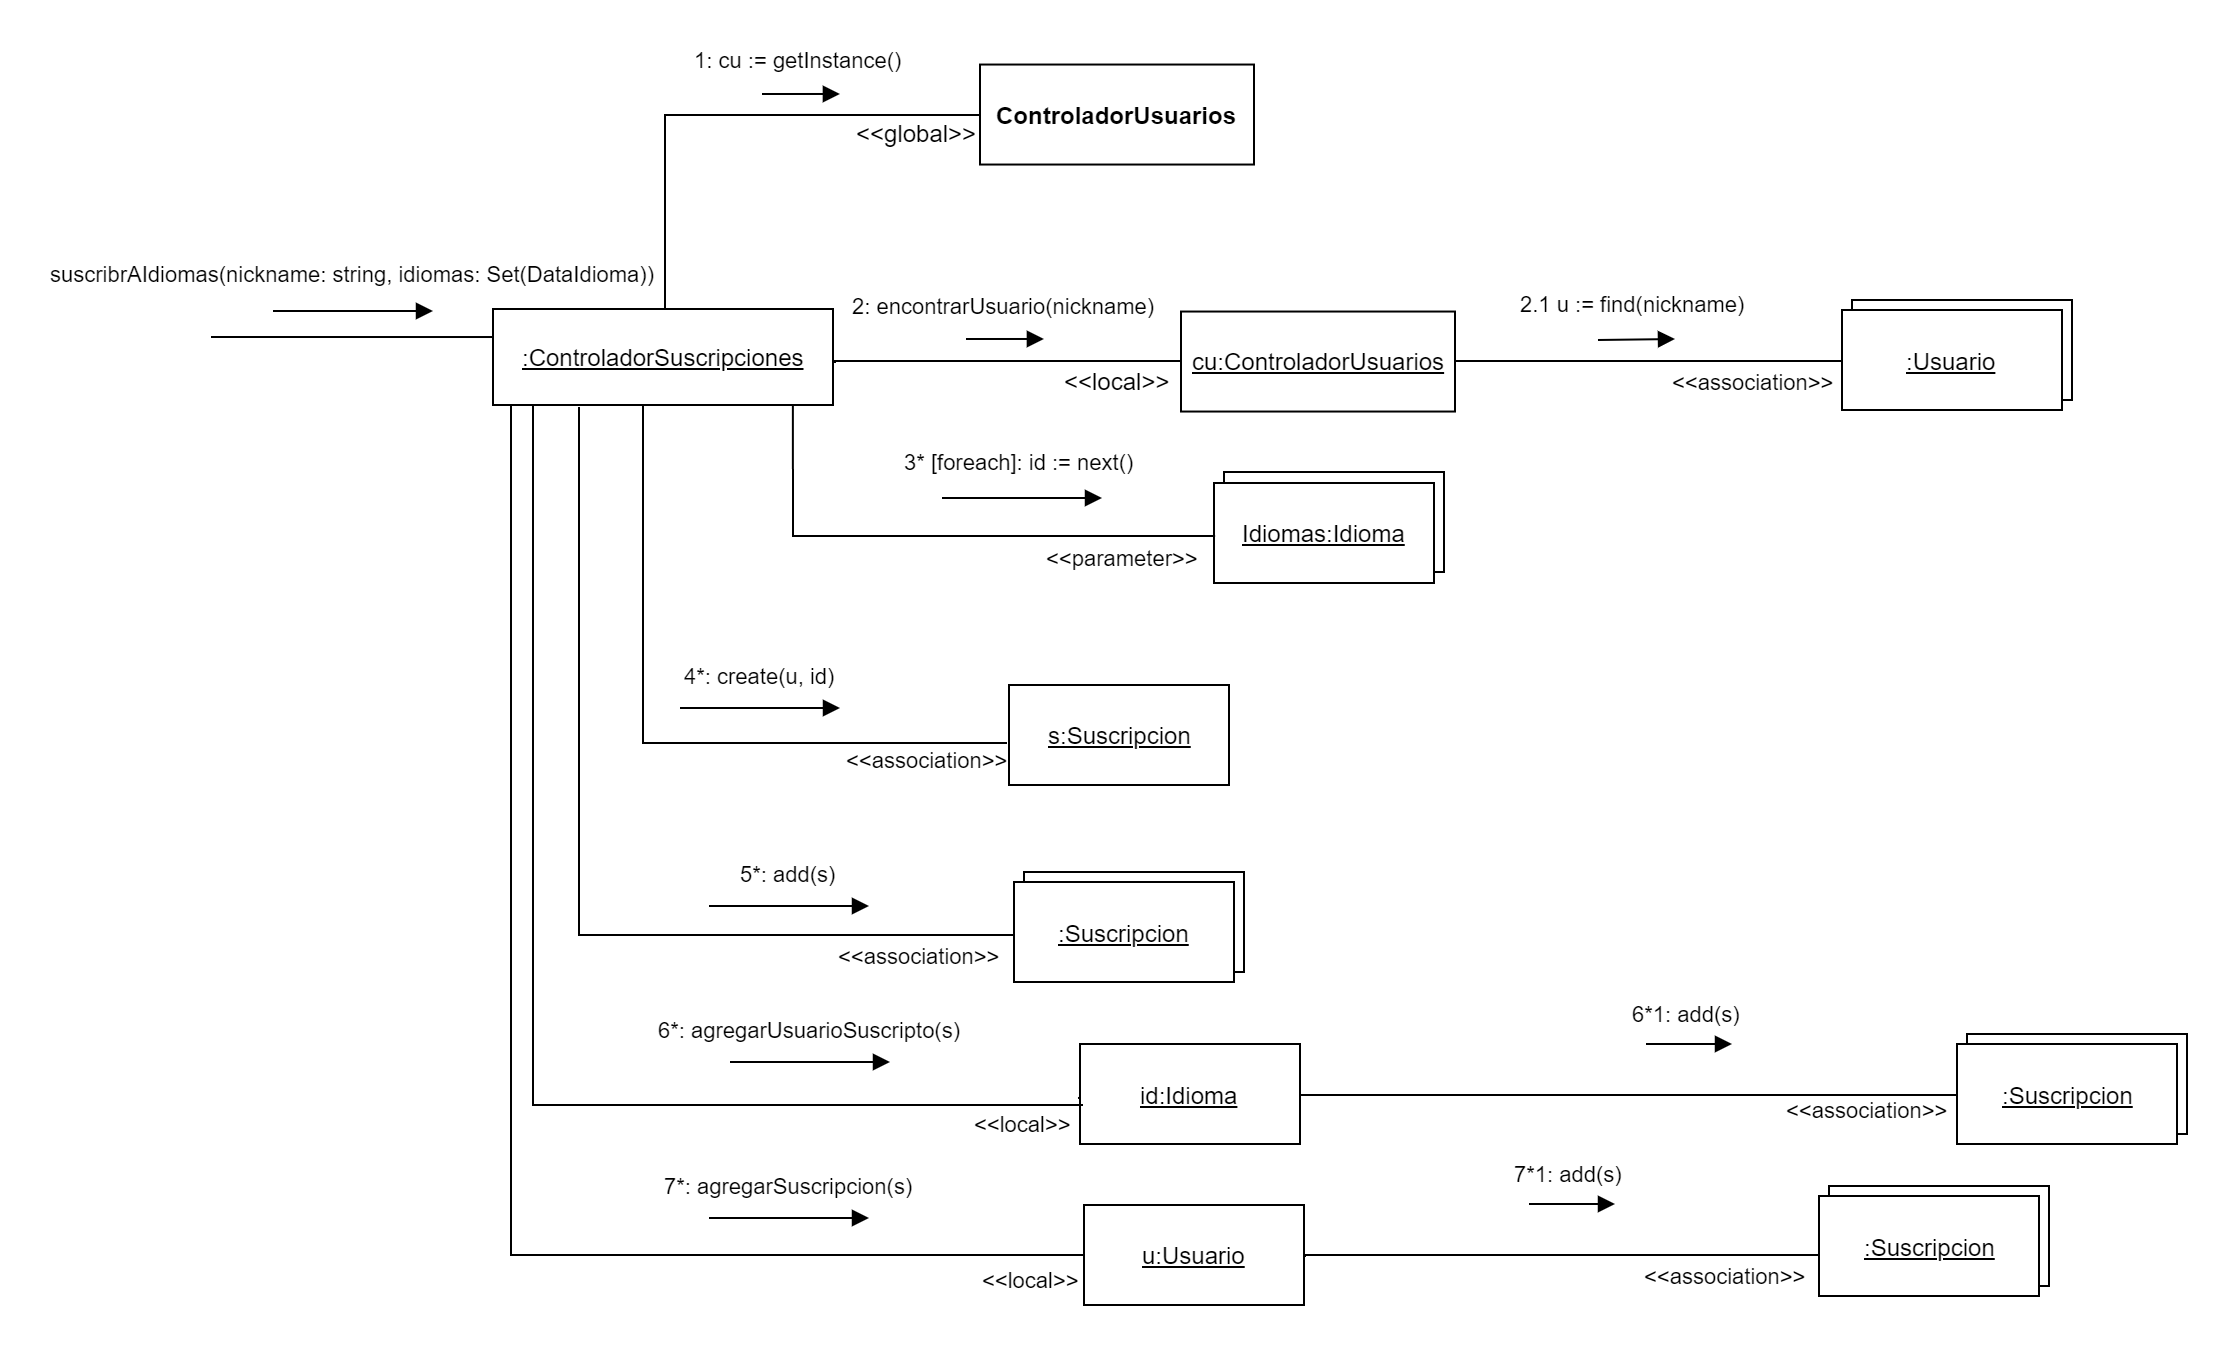 1: cu := getInstance()
ControladorUsuarios
<<global>>
suscribrAIdiomas(nickname: string, idiomas: Set(DataIdioma))
:ControladorSuscripciones
2: encontrarUsuario(nickname)
<<local>>
cu:ControladorUsuarios
2.1 u := find(nickname)
<<association>>
:Usuario
3* [foreach]: id := next()
<<parameter>>
Idiomas:Idioma
4*: create(u, id)
<<association>>
s:Suscripcion
5*: add(s)
<<association>>
:Suscripcion
6*: agregarUsuarioSuscripto(s)
<<local>>
id:Idioma
6*1: add(s)
<<association>>
:Suscripcion
7*: agregarSuscripcion(s)
<<local>>
u:Usuario
7*1: add(s)
<<association>>
:Suscripcion